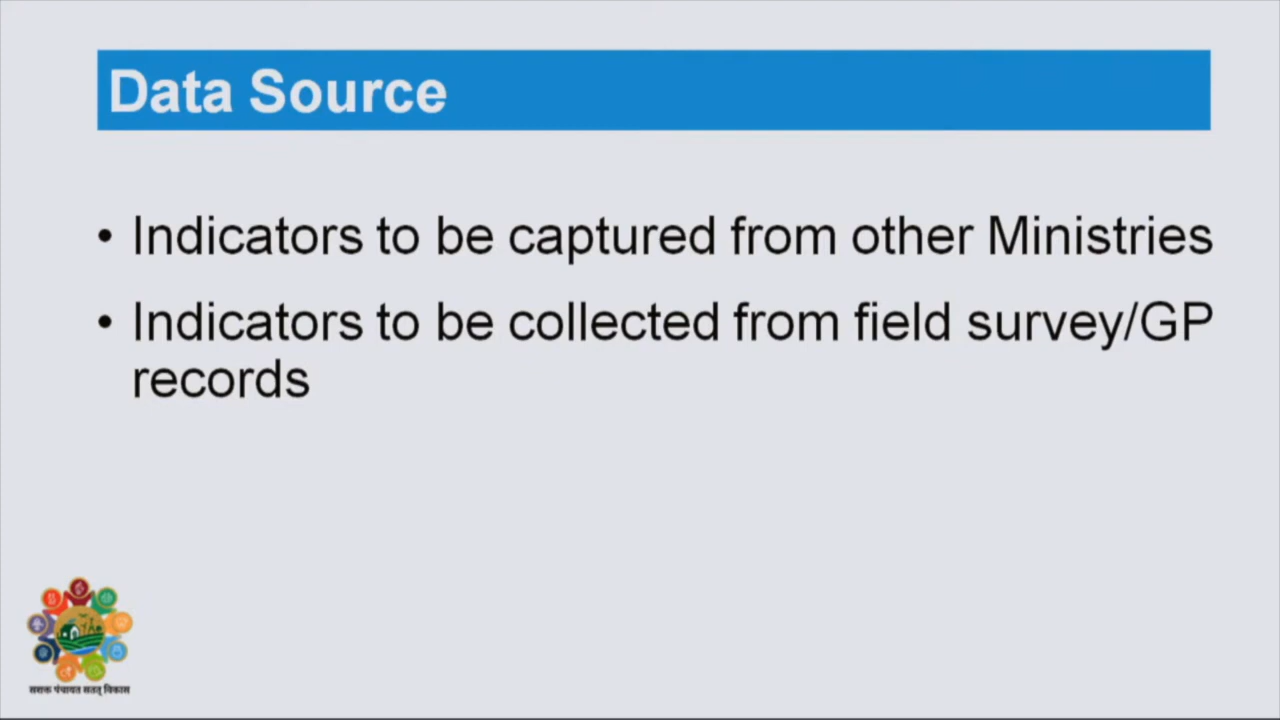 Data Source
• Indicators to be captured from other Ministries
• Indicators to be collected from field survey/GP
records
सशक्त पंचायत सतत् विकास